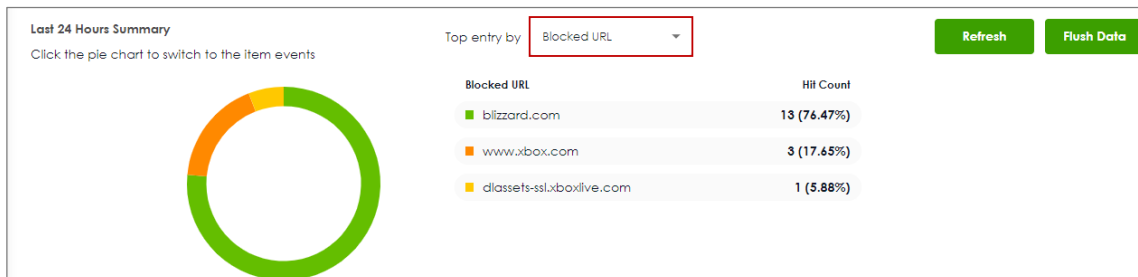 Last 24 Hours Summary
Click the pie chart to switch to the item events
Top entry by Blocked URL
Refresh
Flush Data
Blocked URL Hit Count
blizzard.com 13 (76.47%)
www.xbox.com 3 (17.65%)
dlassets-ssl.xboxlive.com 1 (5.88%)